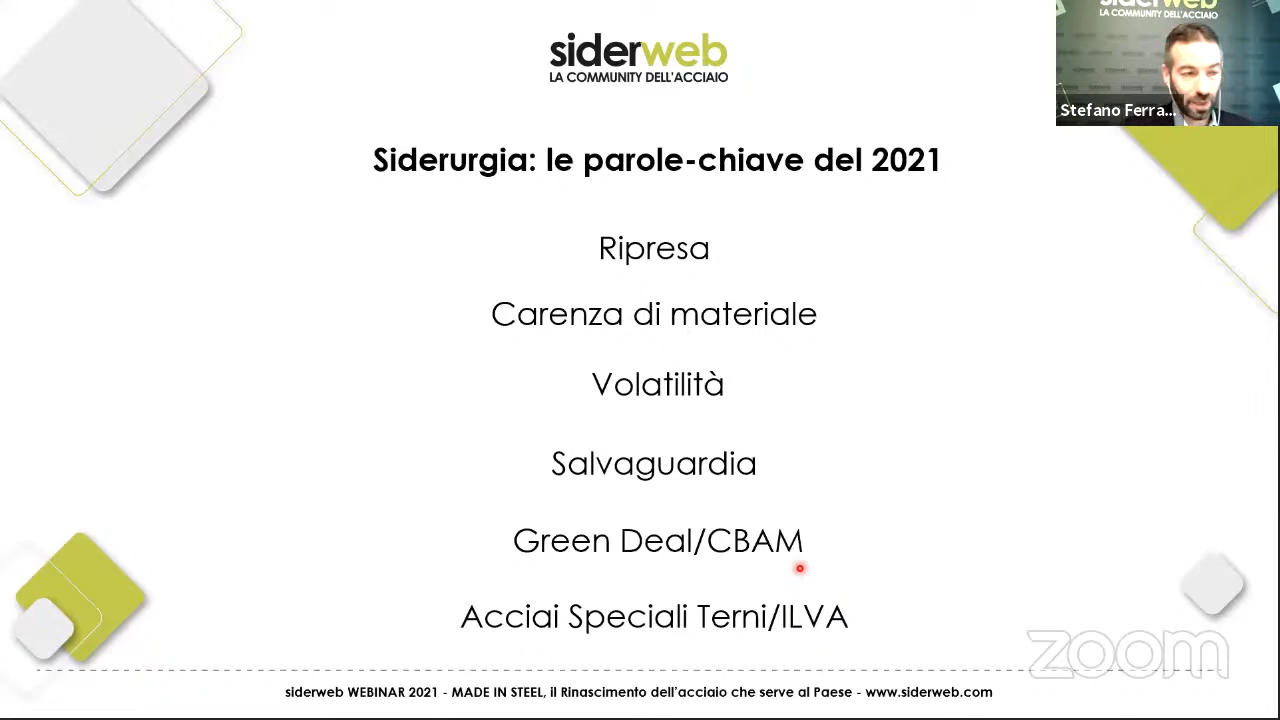 siderweb
LA COMMUNITY DELL'ACCIAIO
siderweb
LA COMMUNITY DELL'ACCIAIO
Stefano Ferra...
Siderurgia: le parole-chiave del 2021
Ripresa
Carenza di materiale
Volatilità
Salvaguardia
Green Deal/CBAM
Acciai Speciali Terni/ILVA
zoom
siderweb WEBINAR 2021 - MADE IN STEEL, il Rinascimento dell'acciaio che serve al Paese - www.siderweb.com